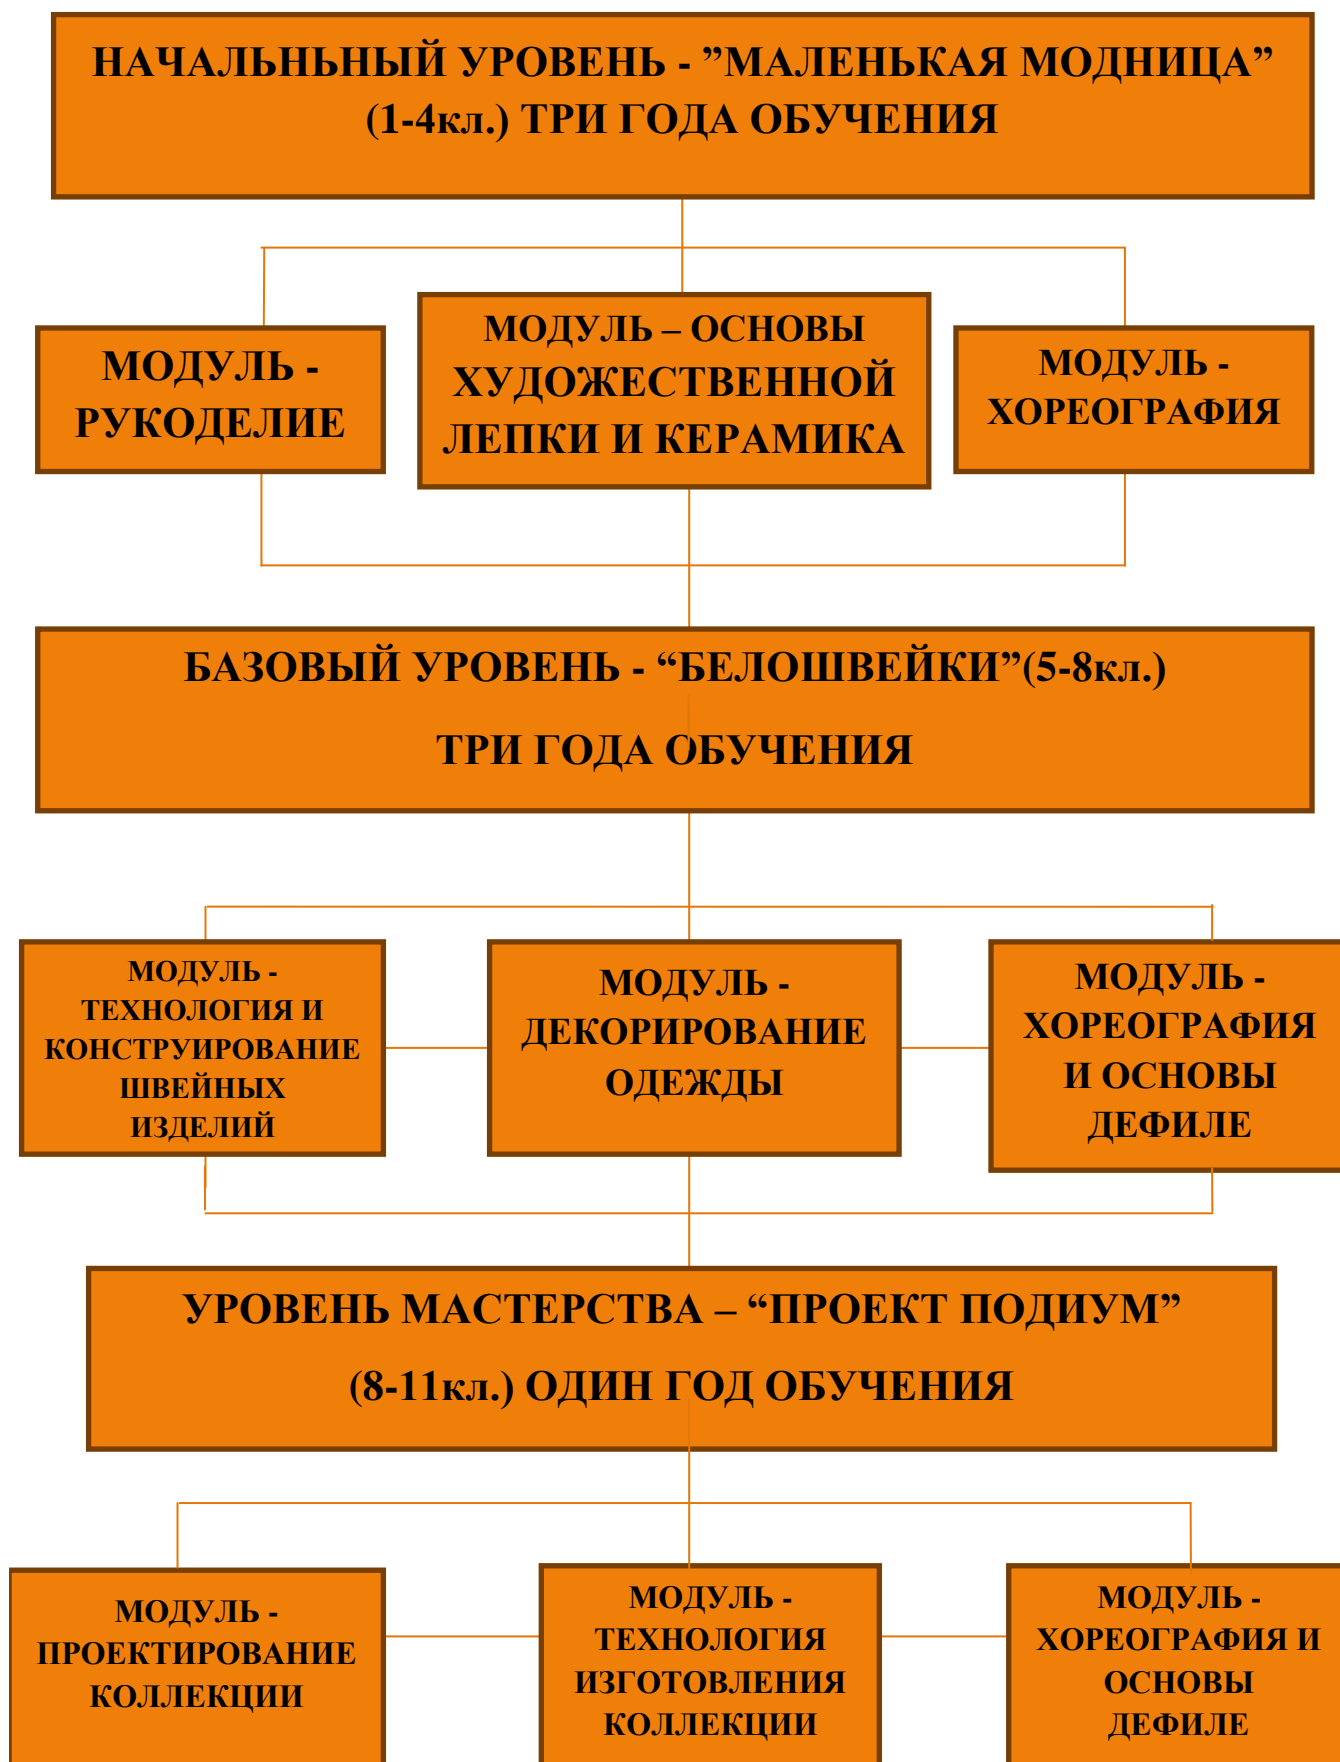 НАЧАЛЬНЬНЫЙ УРОВЕНЬ - ”МАЛЕНЬКАЯ МОДНИЦА”
(1-4кл.) ТРИ ГОДА ОБУЧЕНИЯ
МОДУЛЬ -
РУКОДЕЛИЕ
МОДУЛЬ – ОСНОВЫ
ХУДОЖЕСТВЕННОЙ
ЛЕПКИ И КЕРАМИКА
МОДУЛЬ -
ХОРЕОГРАФИЯ
БАЗОВЫЙ УРОВЕНЬ - “БЕЛОШВЕЙКИ”(5-8кл.)
ТРИ ГОДА ОБУЧЕНИЯ
МОДУЛЬ -
ТЕХНОЛОГИЯ И
КОНСТРУИРОВАНИЕ
ШВЕЙНЫХ
ИЗДЕЛИЙ
МОДУЛЬ -
ДЕКОРИРОВАНИЕ
ОДЕЖДЫ
МОДУЛЬ -
ХОРЕОГРАФИЯ
И ОСНОВЫ
ДЕФИЛЕ
УРОВЕНЬ МАСТЕРСТВА – “ПРОЕКТ ПОДИУМ”
(8-11кл.) ОДИН ГОД ОБУЧЕНИЯ
МОДУЛЬ -
ПРОЕКТИРОВАНИЕ
КОЛЛЕКЦИИ
МОДУЛЬ -
ТЕХНОЛОГИЯ
ИЗГОТОВЛЕНИЯ
КОЛЛЕКЦИИ
МОДУЛЬ -
ХОРЕОГРАФИЯ И
ОСНОВЫ
ДЕФИЛЕ